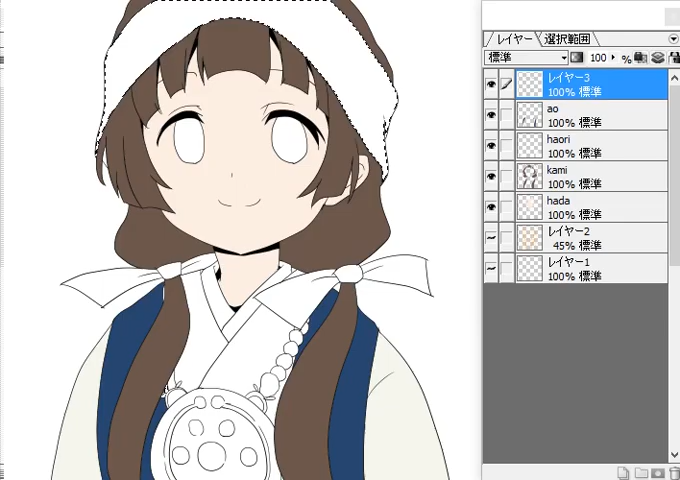 レイヤー 選択範囲
標準 100 %
レイヤー3
100% 標準
ao
100% 標準
haori
100% 標準
kami
100% 標準
hada
100% 標準
レイヤー2
45% 標準
レイヤー1
100% 標準